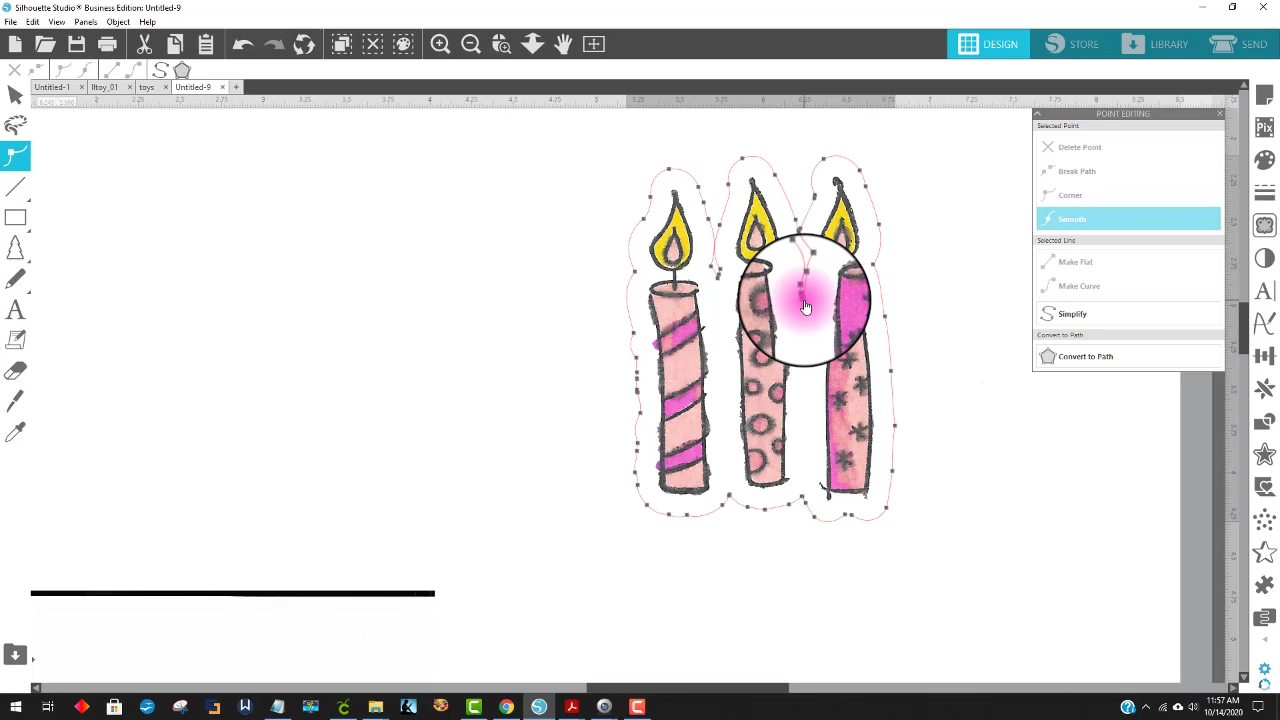 Silhouette Studio® Business Edition: Untitled-9
File Edit View Panels Object Help
DESIGN STORE LIBRARY SEND
Untitled-1 lltoy_01 toys Untitled-9
POINT EDITING
Selected Point
Delete Point
Break Path
Corner
Smooth
Selected Line
Make Flat
Make Curve
Simplify
Convert to Path
Convert to Path
11:57 AM
10/14/2020